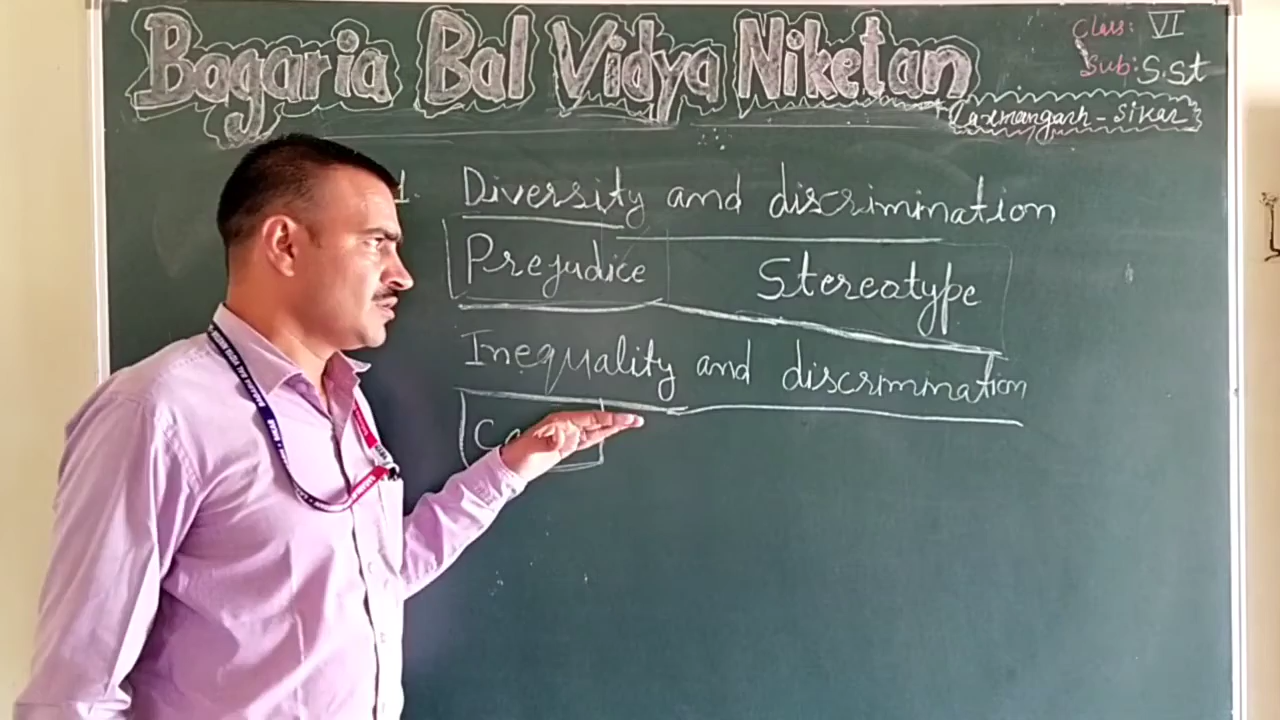 Bagaria Bal Vidya Niketan
Class: VI
Sub: S.St
Laxmangarh - Sikar
1. Diversity and discrimination
Prejudice Stereotype
Inequality and discrimination